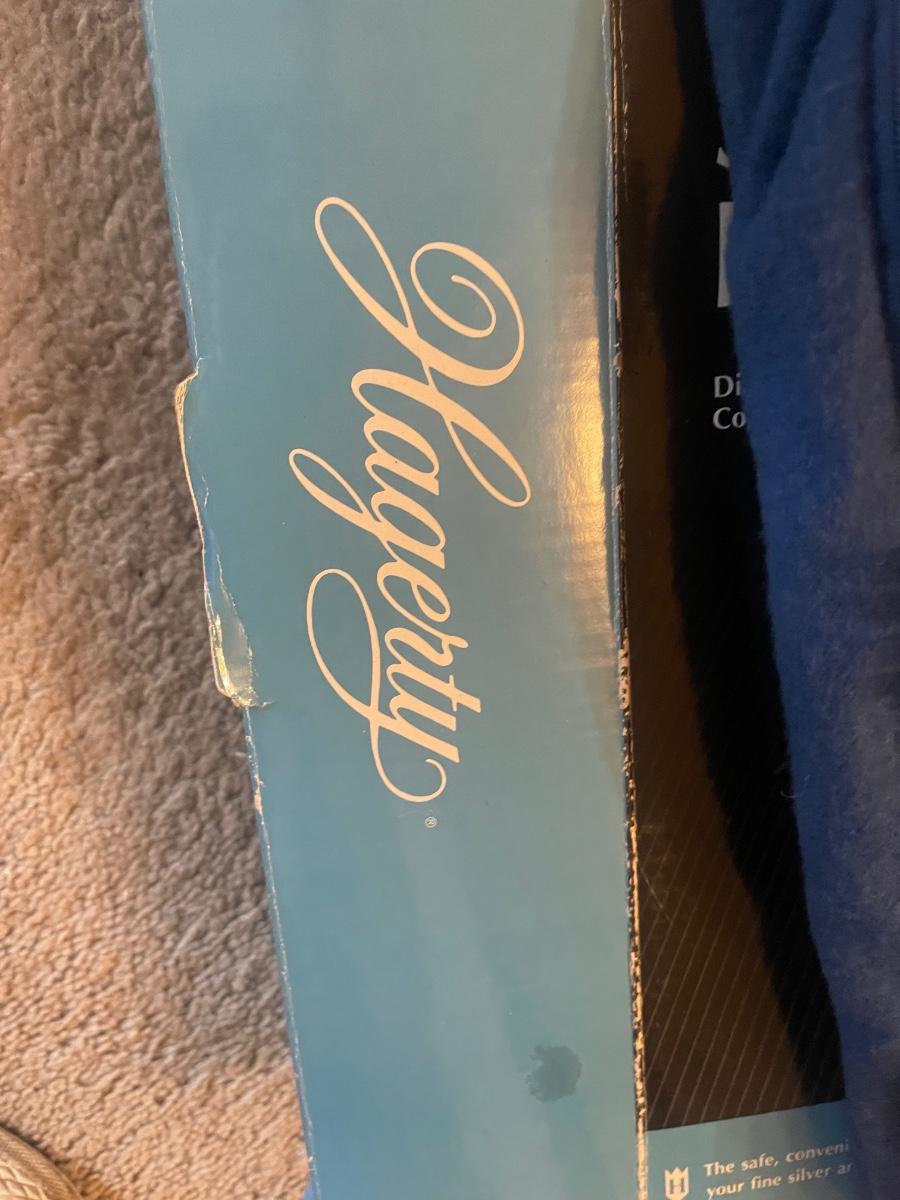 Hagerty®
Di
Co
The safe, conveni
your fine silver ar
H